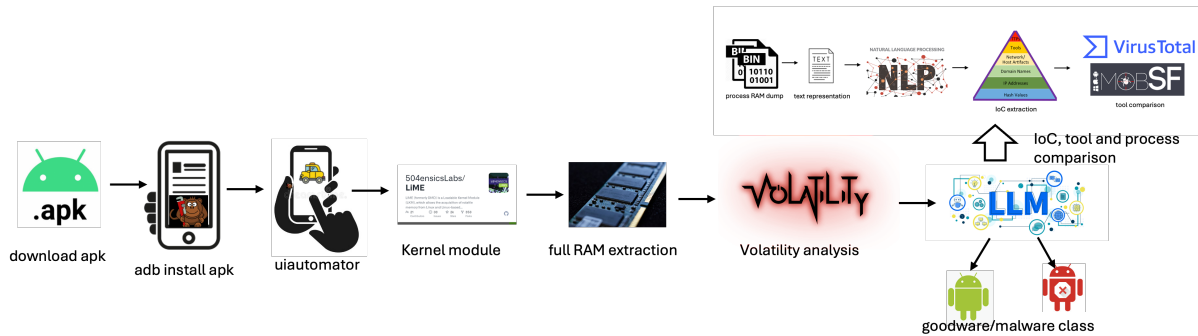 BIN
BIN
0 10110
01001
process RAM dump
TEXT
text representation
NATURAL LANGUAGE PROCESSING
NLP
Tools
Network/
Host Artifacts
Domain Names
IP Addresses
Hash Values
IoC extraction
VirusTotal
MOBSF
tool comparison
IoC, tool and process
comparison
.apk
download apk
adb install apk
uiautomator
504ensicsLabs/
LiME
Kernel module
full RAM extraction
VOLATILITY
Volatility analysis
LLM
goodware/malware class